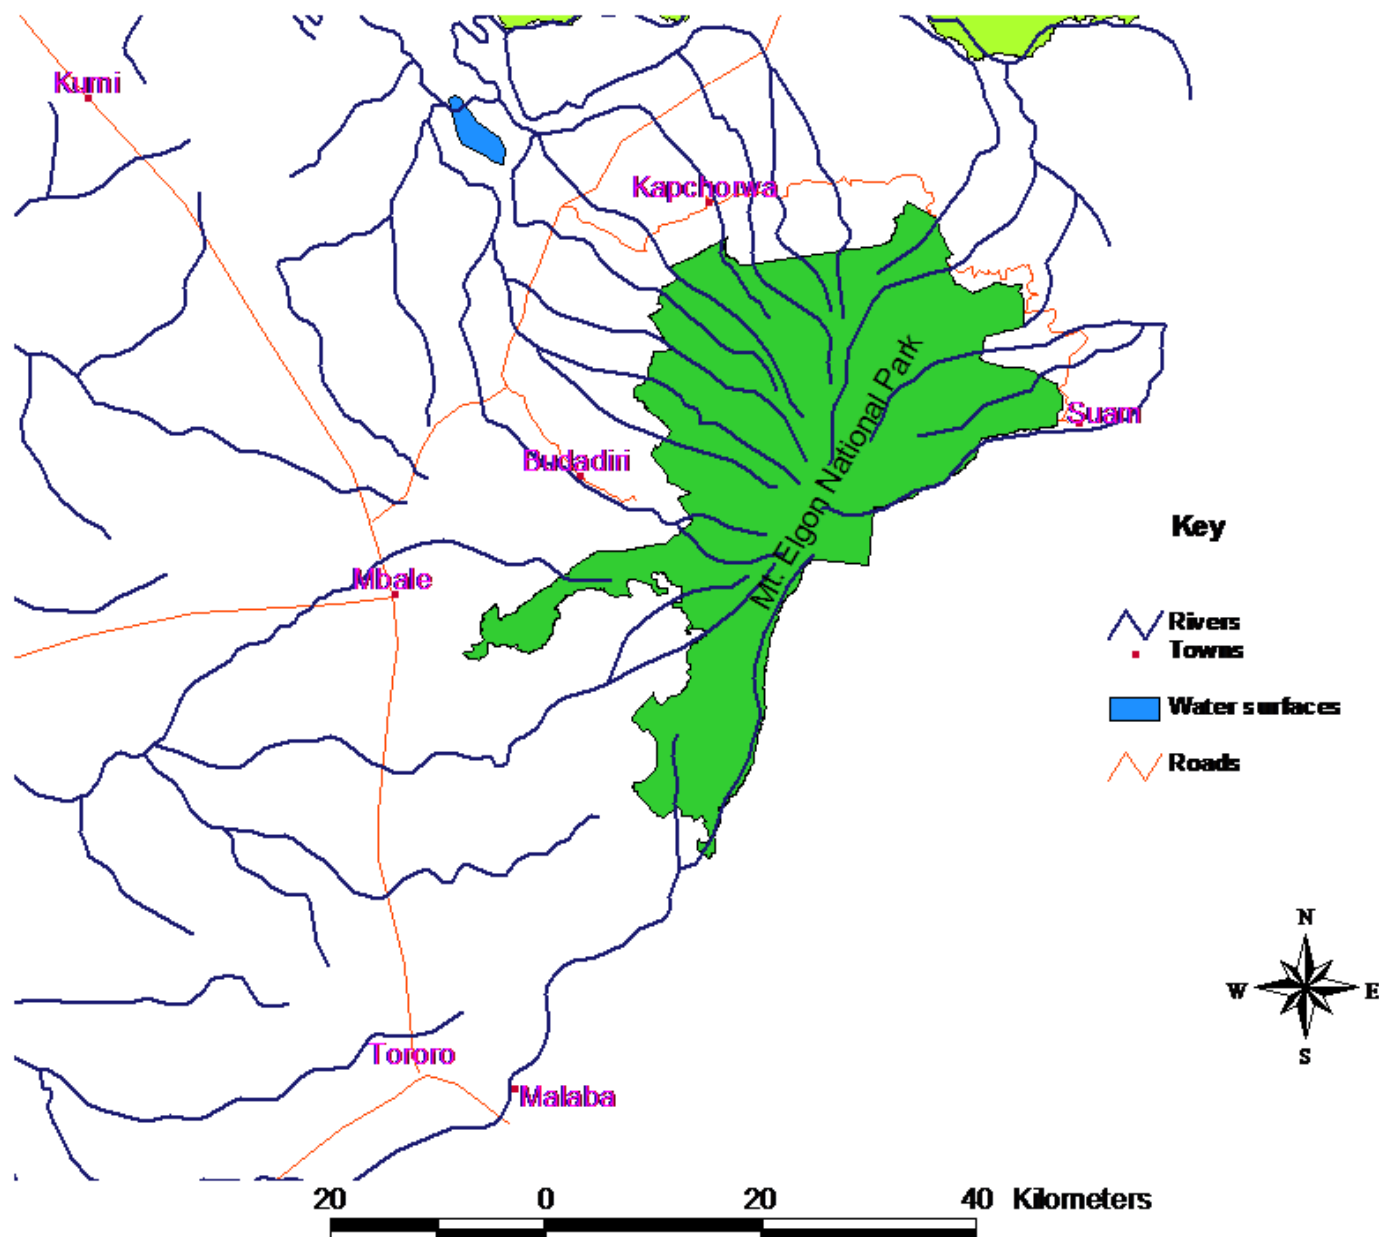 Kumi
Kapchorwa
Mt. Elgon National Park
Suam
Budadiri
Key
Mbale
Rivers
Towns
Water surfaces
Roads
N
W
E
S
Tororo
Malaba
20 0 20 40 Kilometers